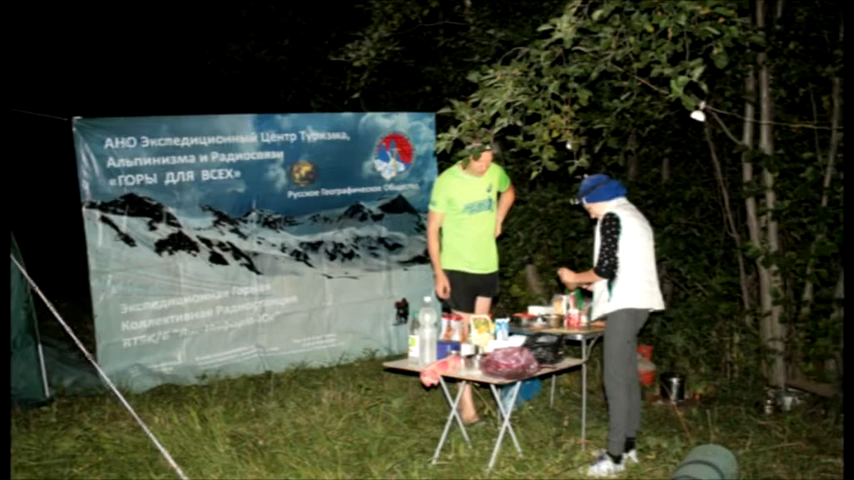 АНО Экспедиционный Центр Туризма,
Альпинизма и Радиосвязи
«ГОРЫ ДЛЯ ВСЕХ»
Русское Географическое Общество
Экспедиционная Горная
Коллективная Радиостанция